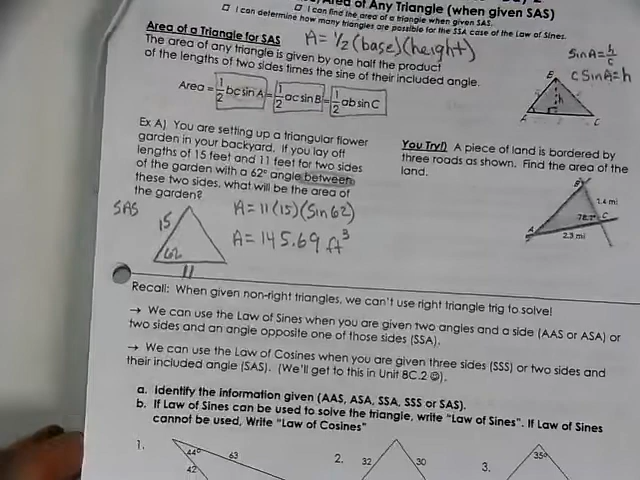 Area of Any Triangle (when given SAS)
□ I can find the area of a triangle when given SAS.
□ I can determine how many triangles are possible for the SSA case of the Law of Sines.
Area of a Triangle for SAS
A = 1/2 (base)(height)
The area of any triangle is given by one half the product
of the lengths of two sides times the sine of their included angle.
Area = 1/2 bc sin A = 1/2 ac sin B = 1/2 ab sin C
sin A = h/c
c sin A = h
B
h
A
C
Ex A) You are setting up a triangular flower
garden in your backyard. If you lay off
lengths of 15 feet and 11 feet for two sides
of the garden with a 62° angle between
these two sides, what will be the area of
the garden?
SAS
15
62
11
A = 11(15)(sin 62)
A = 145.69 ft³
You Try!) A piece of land is bordered by
three roads as shown. Find the area of the
land.
B
1.4 mi
78.2°
C
A
2.3 mi
Recall: When given non-right triangles, we can't use right triangle trig to solve!
→ We can use the Law of Sines when you are given two angles and a side (AAS or ASA) or
two sides and an angle opposite one of those sides (SSA).
→ We can use the Law of Cosines when you are given three sides (SSS) or two sides and
their included angle (SAS). (We'll get to this in Unit 8C.2 ☺).
a. Identify the information given (AAS, ASA, SSA, SSS or SAS).
b. If Law of Sines can be used to solve the triangle, write "Law of Sines". If Law of Sines
cannot be used, Write "Law of Cosines"
1.
44°
63
42
2.
32
30
3.
35°